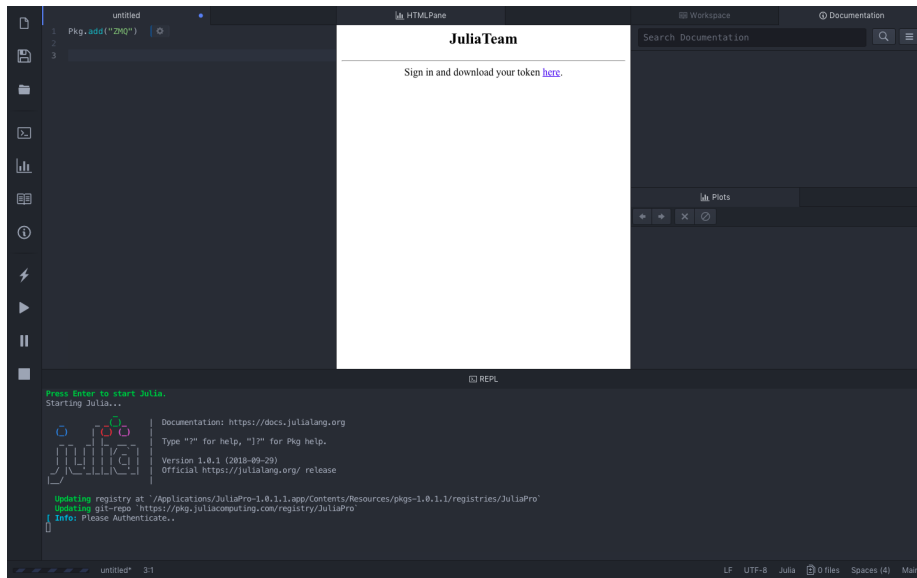 untitled
HTMLPane
Workspace
Documentation
1 Pkg.add("ZMQ")
2
3
JuliaTeam
Sign in and download your token here.
Search Documentation
Plots
REPL
Press Enter to start Julia.
Starting Julia...
Documentation: https://docs.julialang.org
Type "?" for help, "]?" for Pkg help.
Version 1.0.1 (2018-09-29)
Official https://julialang.org/ release
Updating registry at `/Applications/JuliaPro-1.0.1.1.app/Contents/Resources/pkgs-1.0.1.1/registries/JuliaPro`
Updating git-repo `https://pkg.juliacomputing.com/registry/JuliaPro`
[ Info: Please Authenticate..
untitled* 3:1 LF UTF-8 Julia 0 files Spaces (4) Mai